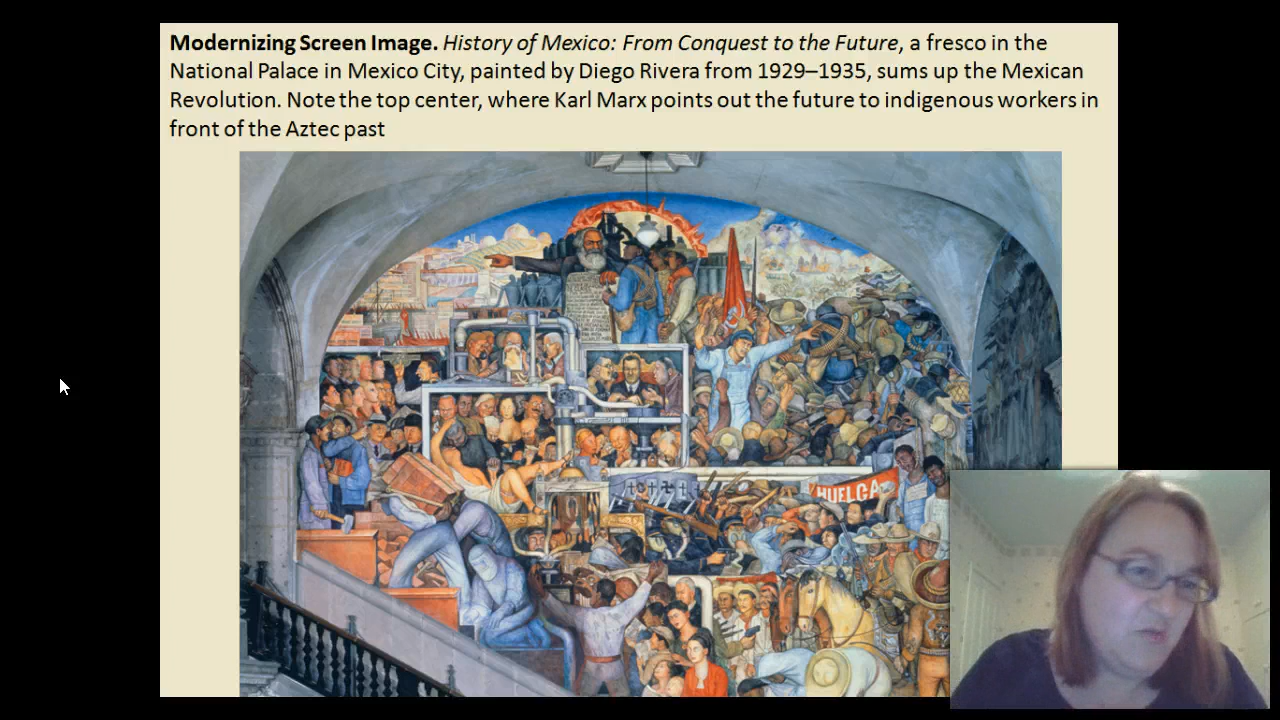 Modernizing Screen Image. History of Mexico: From Conquest to the Future, a fresco in the
National Palace in Mexico City, painted by Diego Rivera from 1929–1935, sums up the Mexican
Revolution. Note the top center, where Karl Marx points out the future to indigenous workers in
front of the Aztec past
HUELGA